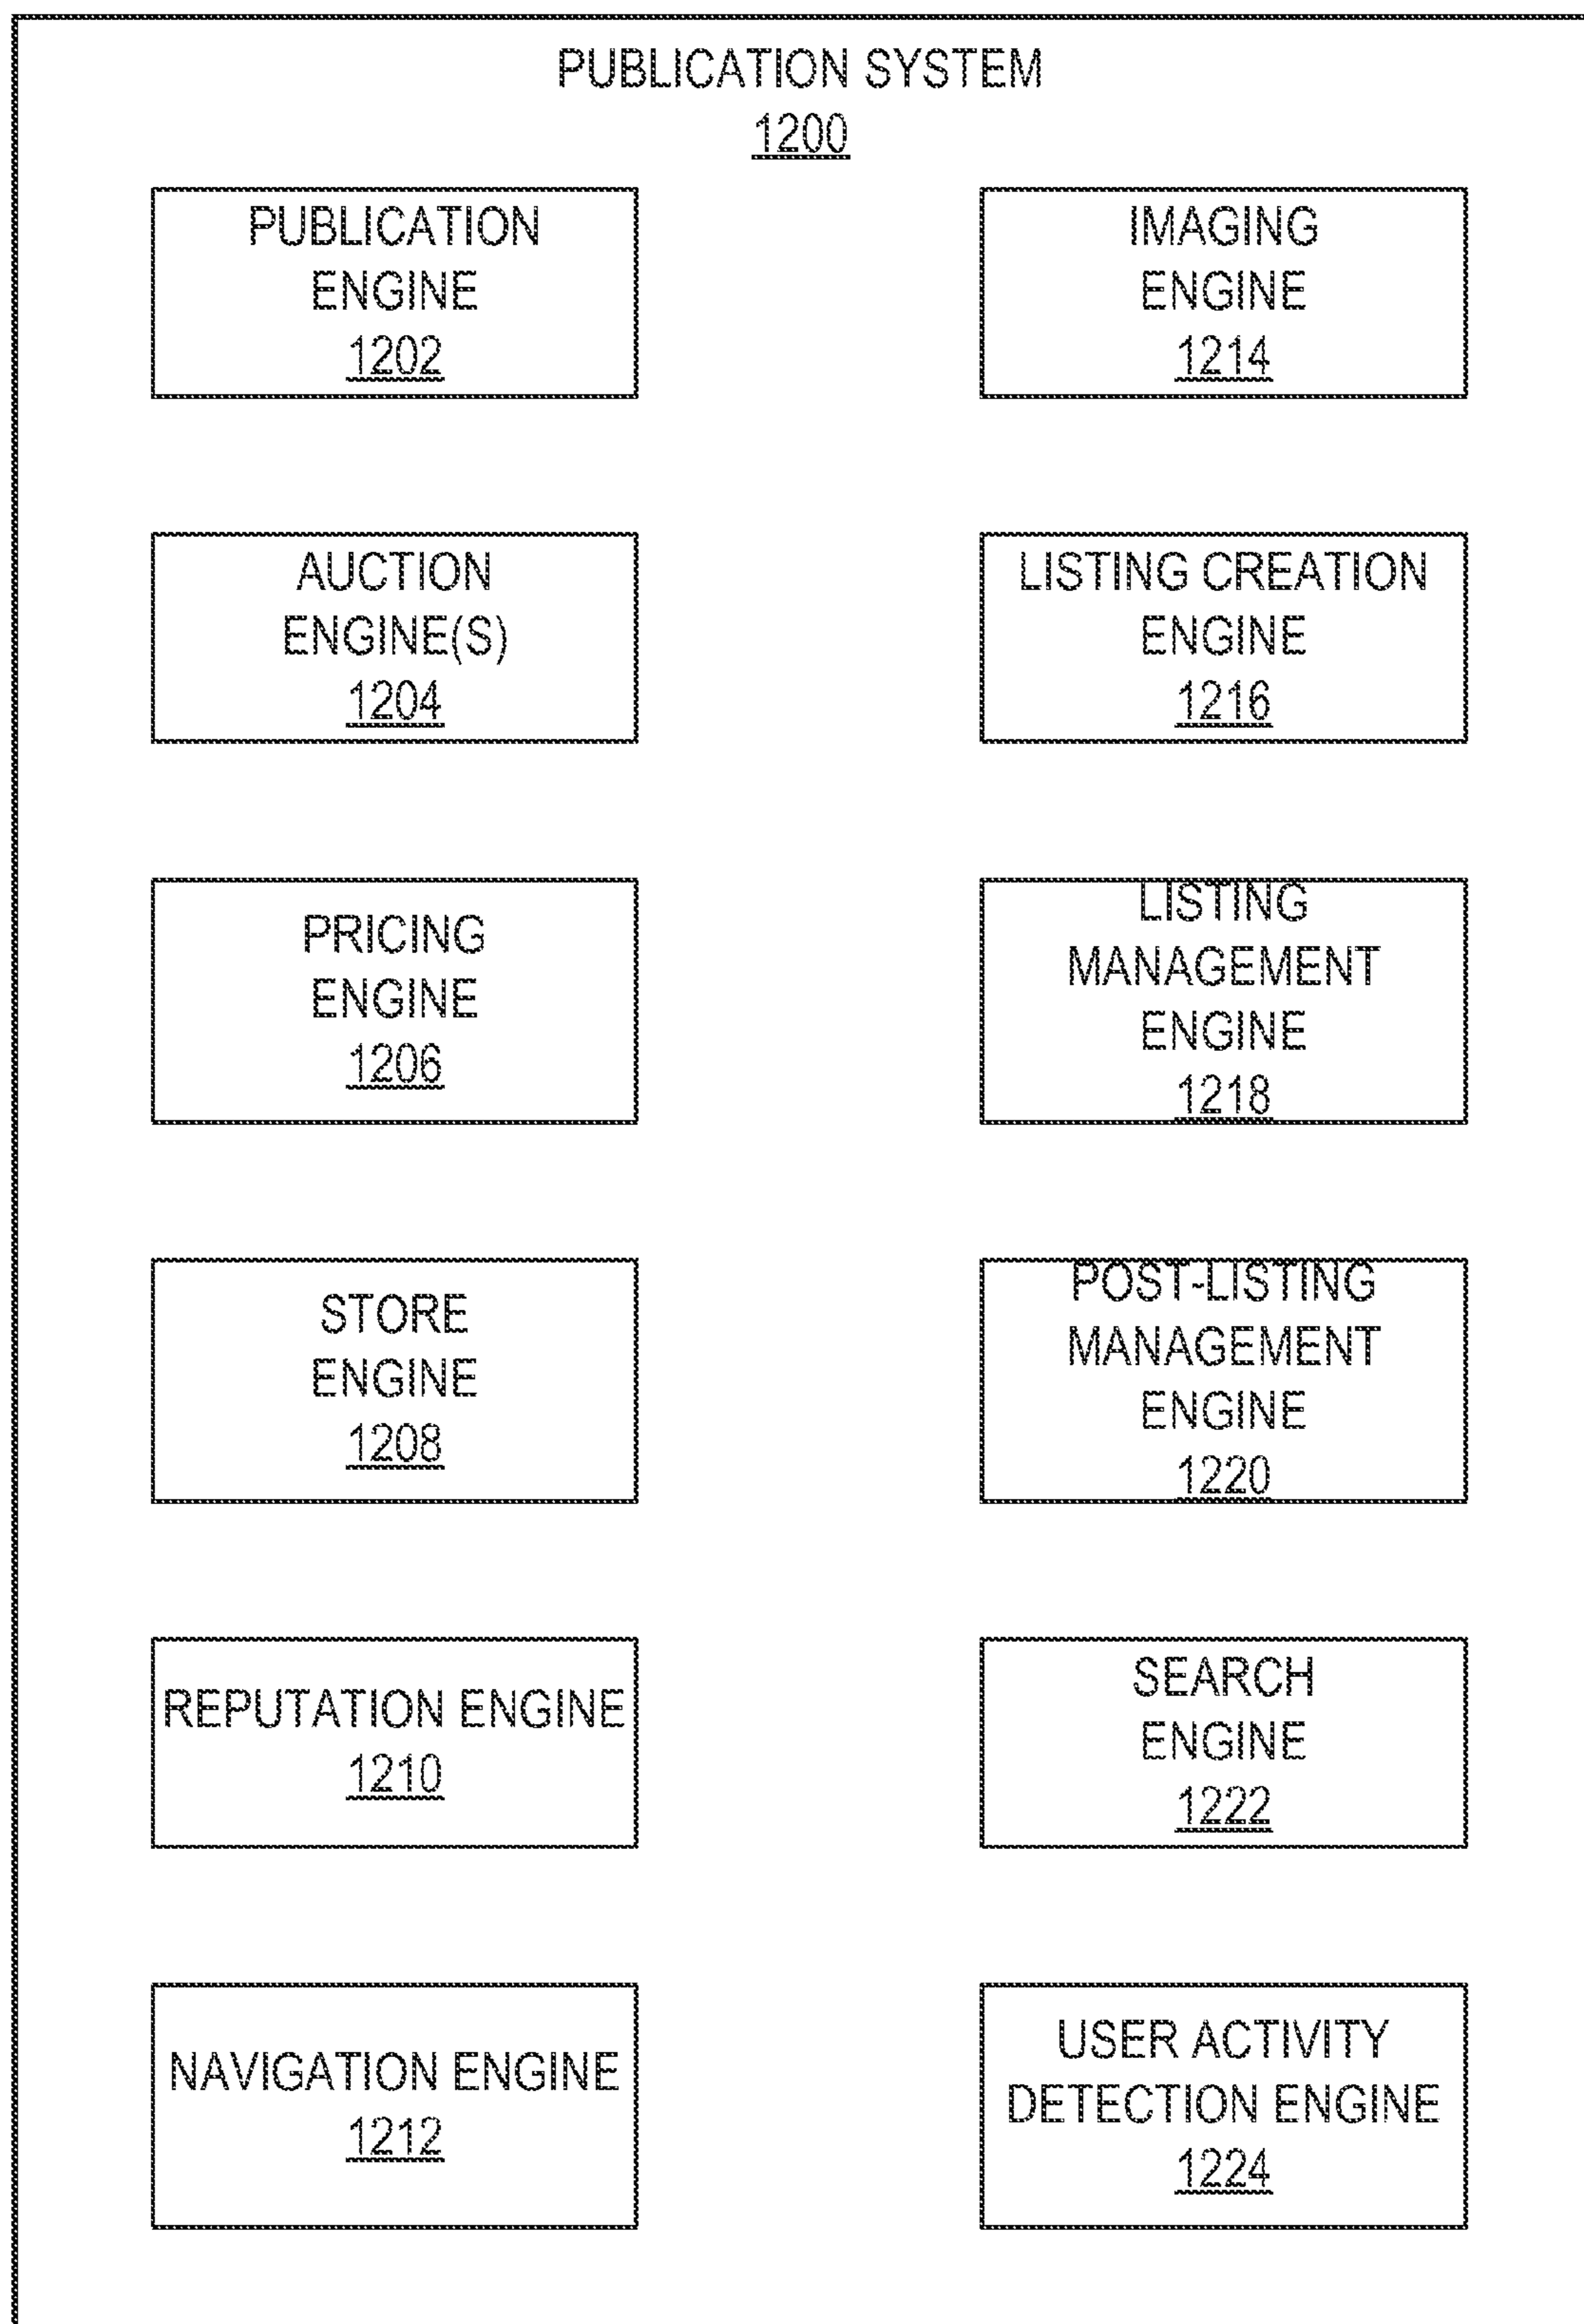 PUBLICATION SYSTEM
1200
PUBLICATION
ENGINE
1202
IMAGING
ENGINE
1214
AUCTION
ENGINE(S)
1204
LISTING CREATION
ENGINE
1216
PRICING
ENGINE
1206
LISTING
MANAGEMENT
ENGINE
1218
STORE
ENGINE
1208
POST-LISTING
MANAGEMENT
ENGINE
1220
REPUTATION ENGINE
1210
SEARCH
ENGINE
1222
NAVIGATION ENGINE
1212
USER ACTIVITY
DETECTION ENGINE
1224